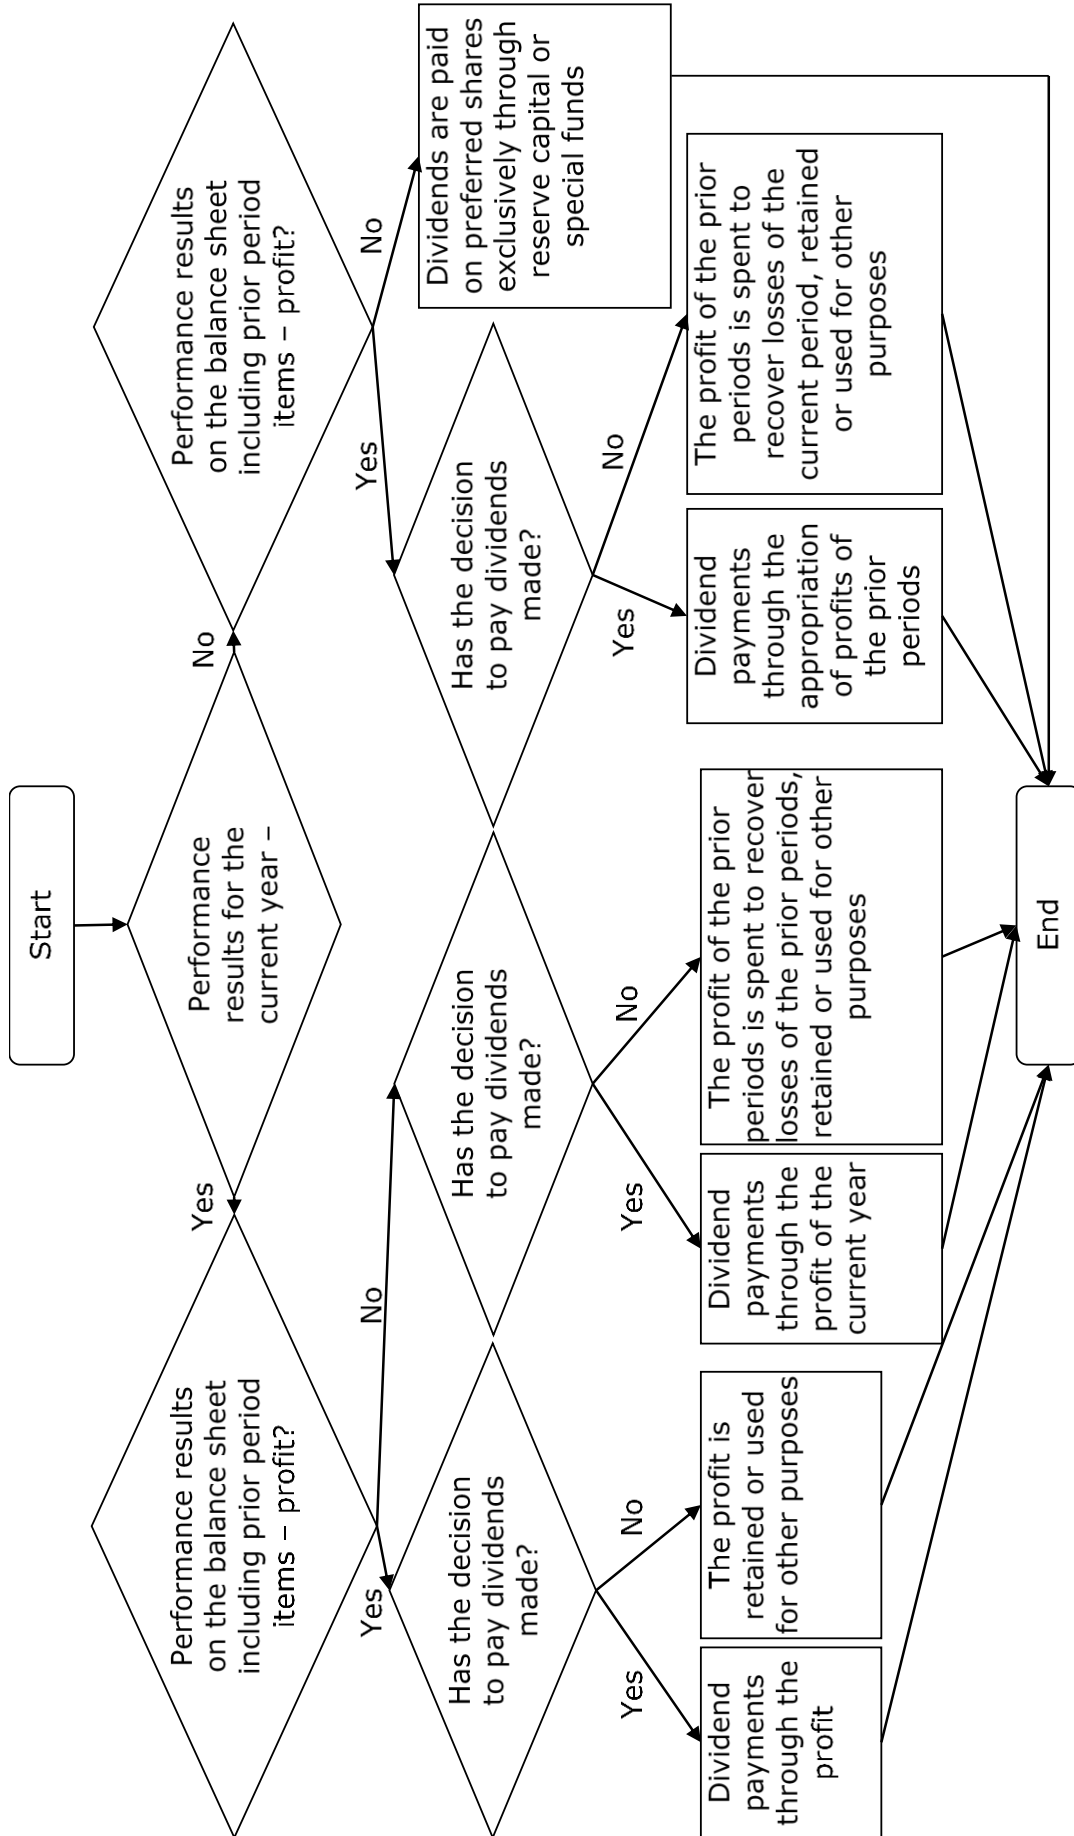 Start
Performance
results for the
current year –
Yes
No
Performance results
on the balance sheet
including prior period
items – profit?
Performance results
on the balance sheet
including prior period
items – profit?
Yes
No
Yes
No
Has the decision
to pay dividends
made?
Has the decision
to pay dividends
made?
Has the decision
to pay dividends
made?
Dividends are paid
on preferred shares
exclusively through
reserve capital or
special funds
Yes
No
Yes
No
Yes
No
Dividend
payments
through the
profit
The profit is
retained or used
for other purposes
Dividend
payments
through the
profit of the
current year
The profit of the prior
periods is spent to recover
losses of the prior periods,
retained or used for other
purposes
Dividend
payments
through the
appropriation
of profits of
the prior
periods
The profit of the prior
periods is spent to
recover losses of the
current period, retained
or used for other
purposes
End